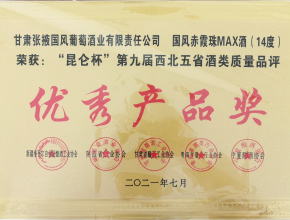 甘肃张掖国风葡萄酒业有限责任公司 国风赤霞珠MAX酒(14度)
荣获:“昆仑杯”第九届西北五省酒类质量品评
优秀产品奖
二〇二一年七月